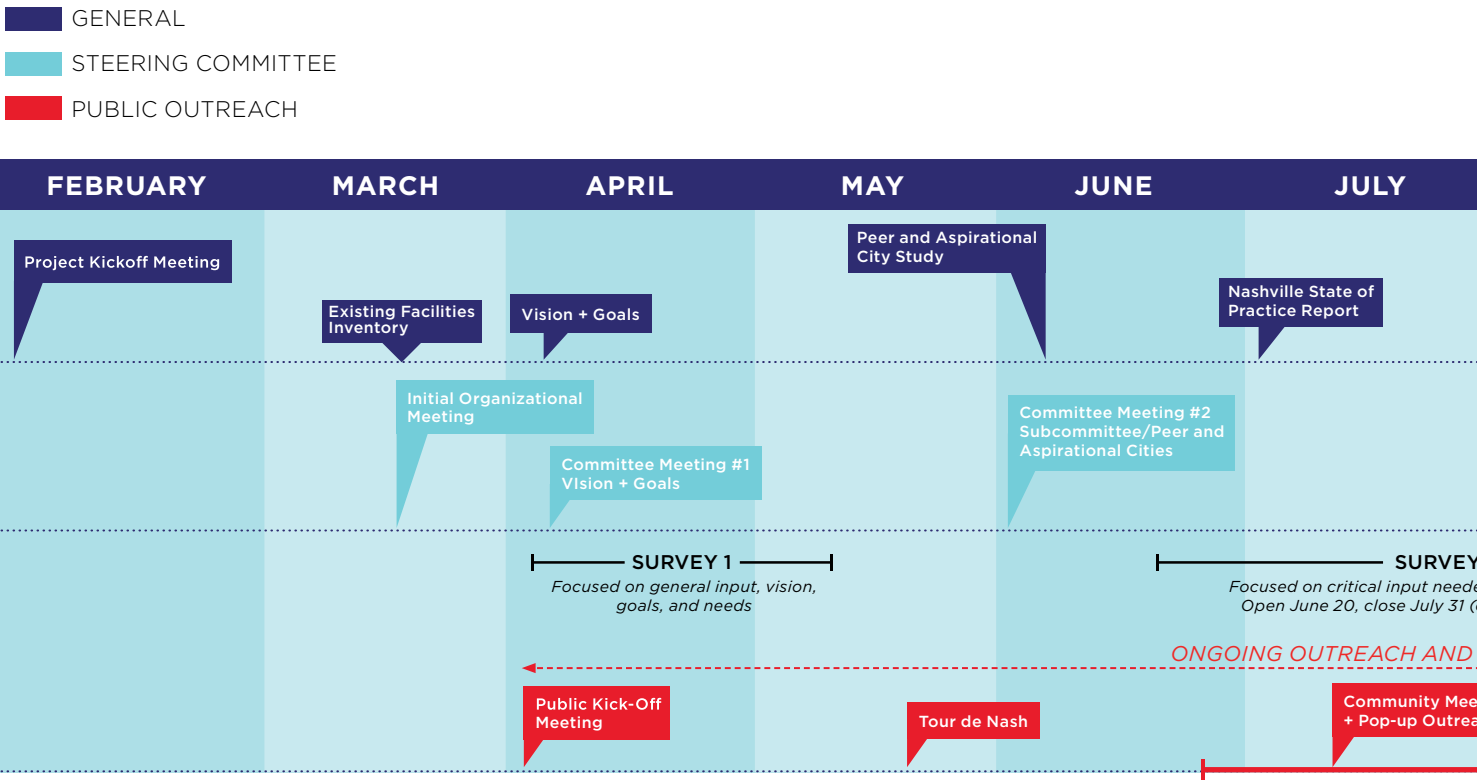 GENERAL
STEERING COMMITTEE
PUBLIC OUTREACH
FEBRUARY MARCH APRIL MAY JUNE JULY
Project Kickoff Meeting
Existing Facilities
Inventory
Vision + Goals
Peer and Aspirational
City Study
Nashville State of
Practice Report
Initial Organizational
Meeting
Committee Meeting #1
VIsion + Goals
Committee Meeting #2
Subcommittee/Peer and
Aspirational Cities
SURVEY 1
Focused on general input, vision,
goals, and needs
SURVEY
Focused on critical input neede
Open June 20, close July 31 (
ONGOING OUTREACH AND
Public Kick-Off
Meeting
Tour de Nash
Community Mee
+ Pop-up Outrea